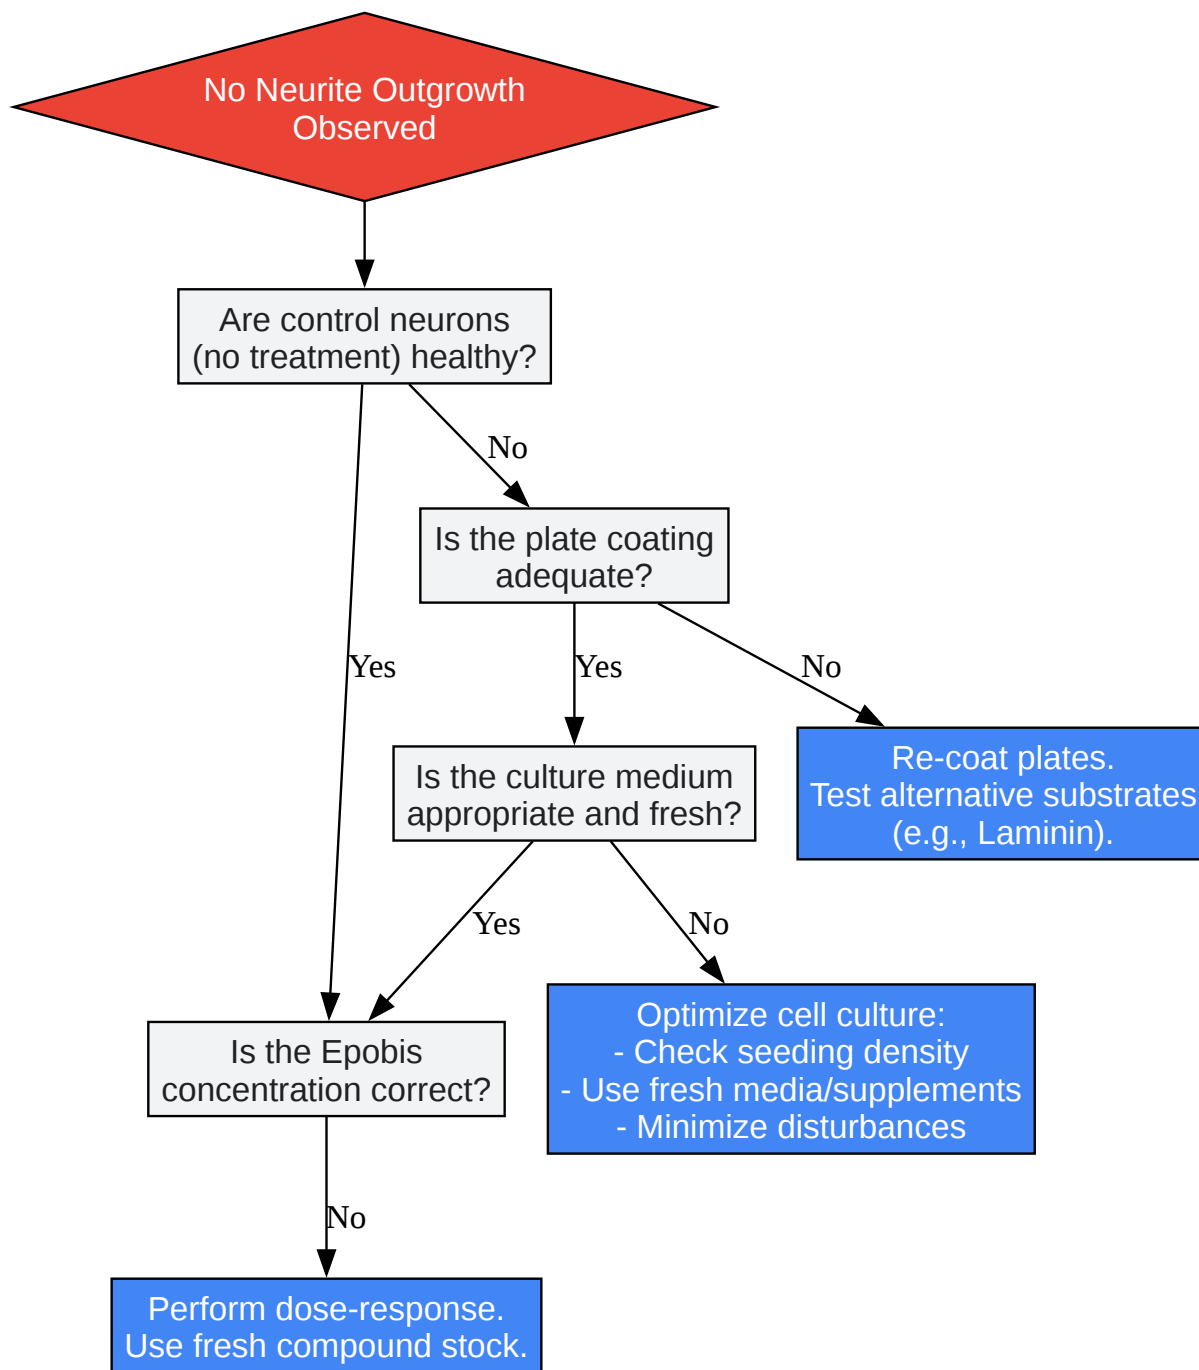 No Neurite Outgrowth
Observed
Are control neurons
(no treatment) healthy?
No
Is the plate coating
adequate?
Yes
Yes
No
Is the culture medium
appropriate and fresh?
Re-coat plates.
Test alternative substrates
(e.g., Laminin).
Yes
No
Is the Epobis
concentration correct?
Optimize cell culture:
- Check seeding density
- Use fresh media/supplements
- Minimize disturbances
No
Perform dose-response.
Use fresh compound stock.